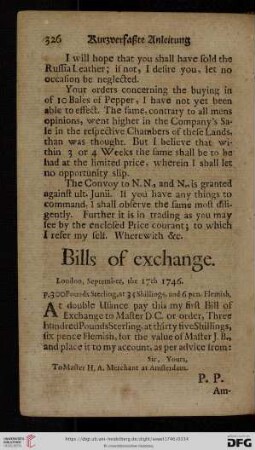 326 Kurzverfaßte Anleitung
I will hope that you shall have sold the
Russia Leather; if not, I desire you, let no
occasion be neglected.
Your orders concerning the buying in
of 10 Bales of Pepper, I have not yet been
able to effect. The same, contrary to all mens
opinions, went higher in the Company's Sa-
le in the respective Chambers of these Lands,
than was thought. But I believe that wi-
thin 3 or 4 Weeks the same shall be to be
had at the limited price, wherein I shall let
no opportunity slip.
The Convoy to N. N., and N., is granted
against ult. Junii. If you have any things to
command, I shall observe the same most dili-
gently. Further it is in trading as you may
see by the enclosed Price courant; to which
I refer my self. Wherewith &c.
Bills of exchange.
London, Septembre, the 17th 1746.
p. 300 Pounds Sterling, at 35 Shillings, and 6 pen. Flemish.
At double Usance pay this my first Bill of
Exchange to Master D. C. or order, Three
hundred Pounds Sterling, at thirty five Shillings,
six pence Flemish, for the value of Master J. B.,
and place it to my account, as per advice from:
Sir, Yours,
To Master H. A. Merchant at Amsterdam.
P. P.
Am-
UNIVERSITÄTS-
BIBLIOTHEK
HEIDELBERG
DFG